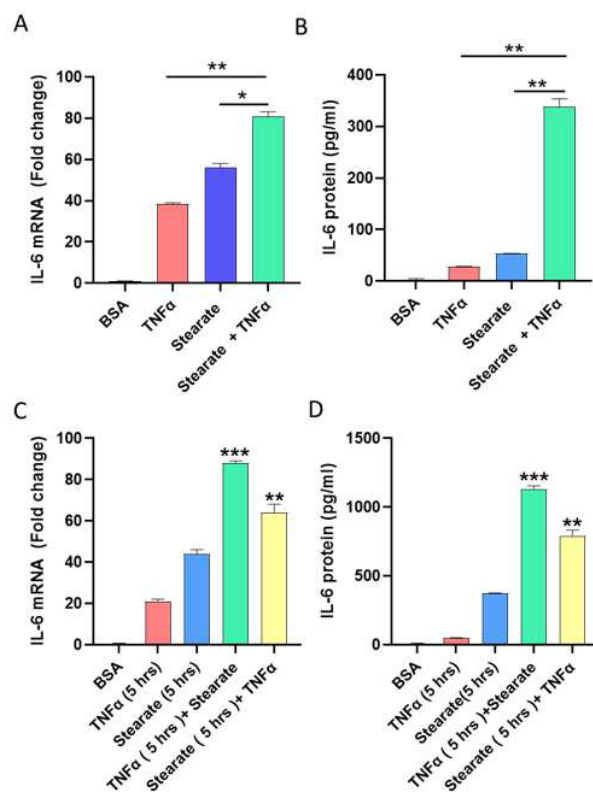 A
**
*
IL-6 mRNA (Fold change)
100
80
60
40
20
0
BSA
TNFα
Stearate
Stearate + TNFα
B
**
**
IL-6 protein (pg/ml)
400
300
200
100
0
BSA
TNFα
Stearate
Stearate + TNFα
C
***
**
IL-6 mRNA (Fold change)
100
80
60
40
20
0
BSA
TNFα (5 hrs)
Stearate (5 hrs)
TNFα ( 5 hrs )+ Stearate
Stearate ( 5 hrs )+ TNFα
D
***
**
IL-6 protein (pg/ml)
1500
1000
500
0
BSA
TNFα (5 hrs)
Stearate(5 hrs)
TNFα ( 5 hrs )+Stearate
Stearate ( 5 hrs )+ TNFα